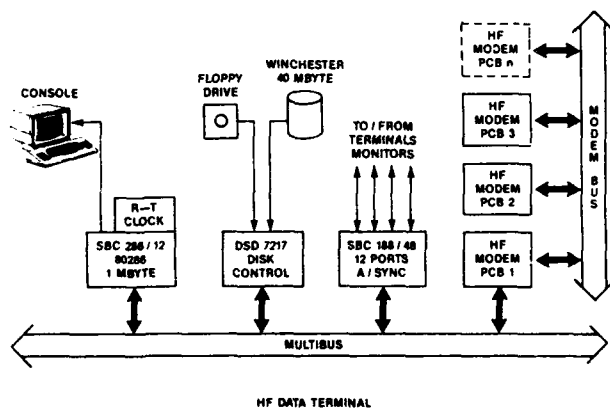 CONSOLE
FLOPPY
DRIVE
WINCHESTER
40 MBYTE
TO / FROM
TERMINALS
MONITORS
HF
MODEM
PCB n
HF
MODEM
PCB 3
HF
MODEM
PCB 2
HF
MODEM
PCB 1
MODEM BUS
R-T
CLOCK
SBC 286 / 12
80286
1 MBYTE
DSD 7217
DISK
CONTROL
SBC 188 / 48
12 PORTS
A / SYNC
MULTIBUS
HF DATA TERMINAL